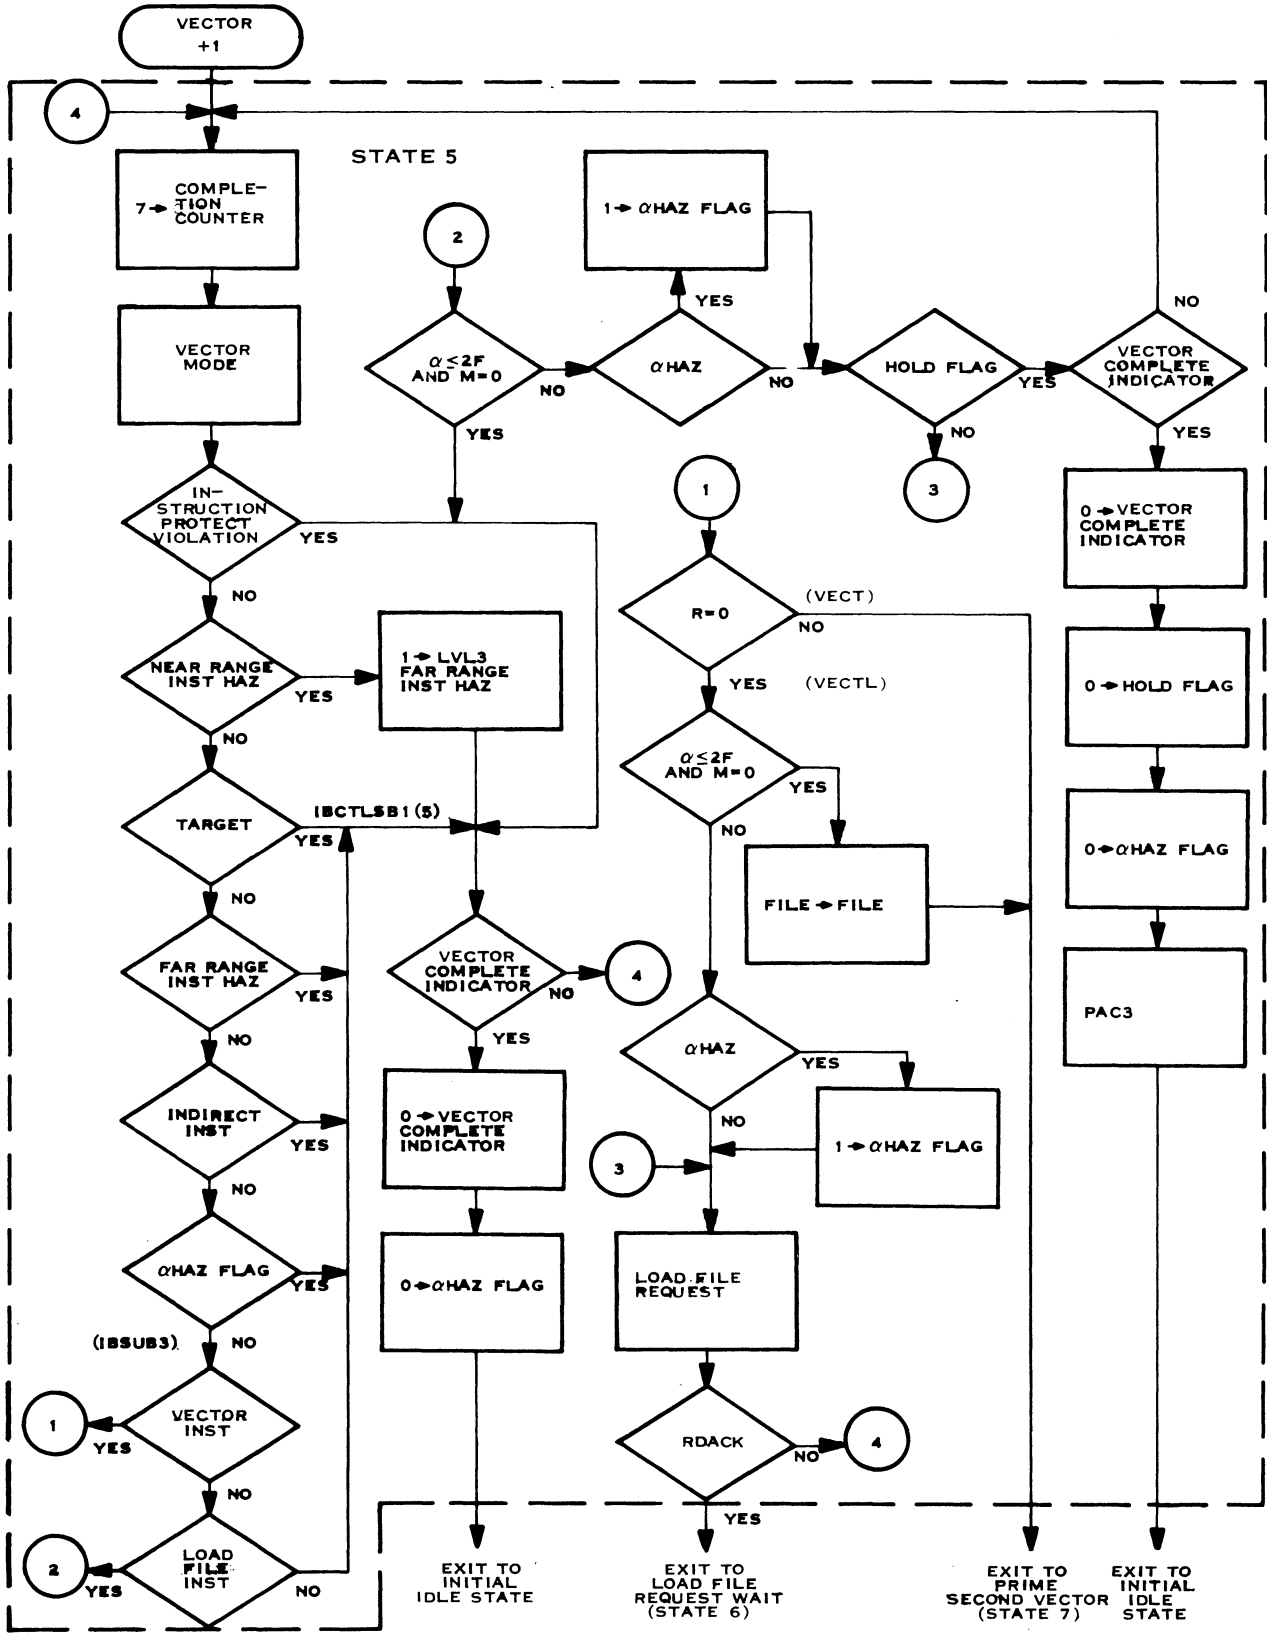 VECTOR
+1
4
STATE 5
7→ COMPLE-
TION
COUNTER
1→ αHAZ FLAG
2
VECTOR
MODE
YES
NO
α≤2F
AND M=0
NO
αHAZ
NO
HOLD FLAG
YES
VECTOR
COMPLETE
INDICATOR
YES
NO
YES
1
3
IN-
STRUCTION
PROTECT
VIOLATION
YES
0→VECTOR
COMPLETE
INDICATOR
NO
R=0
(VECT)
NO
NEAR RANGE
INST HAZ
YES
1→LVL3
FAR RANGE
INST HAZ
YES
(VECTL)
0→HOLD FLAG
NO
α≤2F
AND M=0
YES
TARGET
YES
IBCTLSB1(5)
NO
0→αHAZ FLAG
NO
FILE→FILE
FAR RANGE
INST HAZ
YES
VECTOR
COMPLETE
INDICATOR
NO
4
PAC3
NO
YES
αHAZ
YES
INDIRECT
INST
YES
0→VECTOR
COMPLETE
INDICATOR
NO
3
1→αHAZ FLAG
NO
αHAZ FLAG
YES
0→αHAZ FLAG
LOAD FILE
REQUEST
(IBSUB3)
NO
1
YES
VECTOR
INST
RDACK
NO
4
NO
YES
2
YES
LOAD
FILE
INST
NO
EXIT TO
INITIAL
IDLE STATE
EXIT TO
LOAD FILE
REQUEST WAIT
(STATE 6)
EXIT TO
PRIME
SECOND VECTOR
(STATE 7)
EXIT TO
INITIAL
IDLE
STATE